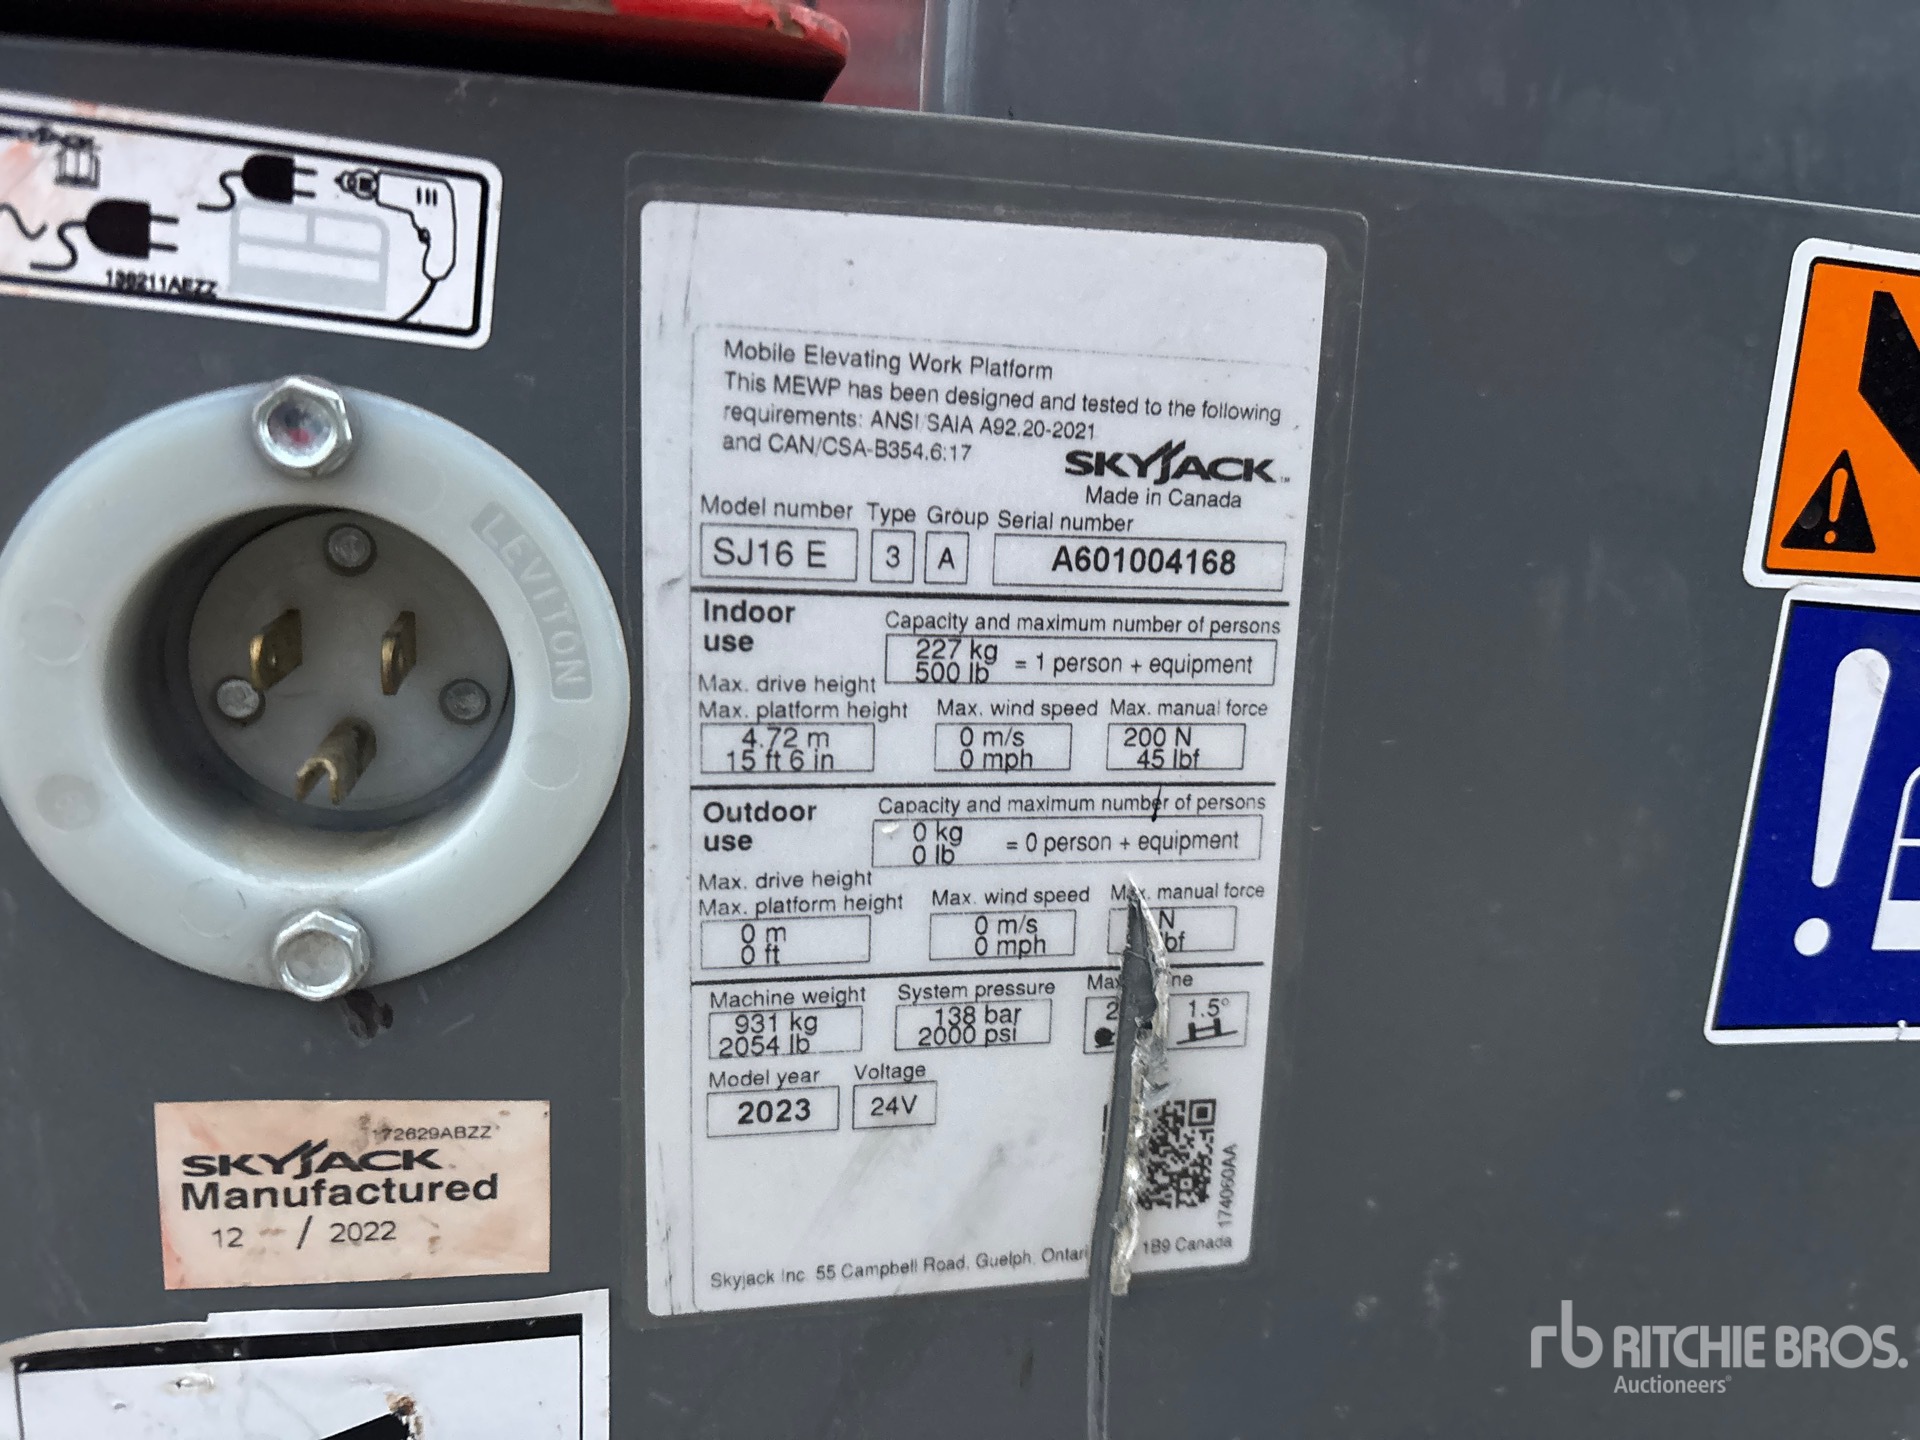 136211AEZZ
LEVITON
Mobile Elevating Work Platform
This MEWP has been designed and tested to the following
requirements: ANSI/SAIA A92.20-2021
and CAN/CSA-B354.6:17
SKYJACK
Made in Canada
Model number Type Group Serial number
SJ16 E 3 A A601004168
Indoor
use
Capacity and maximum number of persons
227 kg
500 lb
= 1 person + equipment
Max. drive height
Max. platform height Max. wind speed Max. manual force
4.72 m 0 m/s 200 N
15 ft 6 in 0 mph 45 lbf
Outdoor
use
Capacity and maximum number of persons
0 kg
0 lb
= 0 person + equipment
Max. drive height
Max. platform height Max. wind speed Max. manual force
0 m 0 m/s N
0 ft 0 mph lbf
Machine weight System pressure
931 kg 138 bar 1.5°
2054 lb 2000 psi
Model year Voltage
2023 24V
174060AA
Skyjack Inc. 55 Campbell Road, Guelph, 1B9 Canada
172629ABZZ
SKYJACK
Manufactured
12 / 2022
rb RITCHIE BROS.
Auctioneers